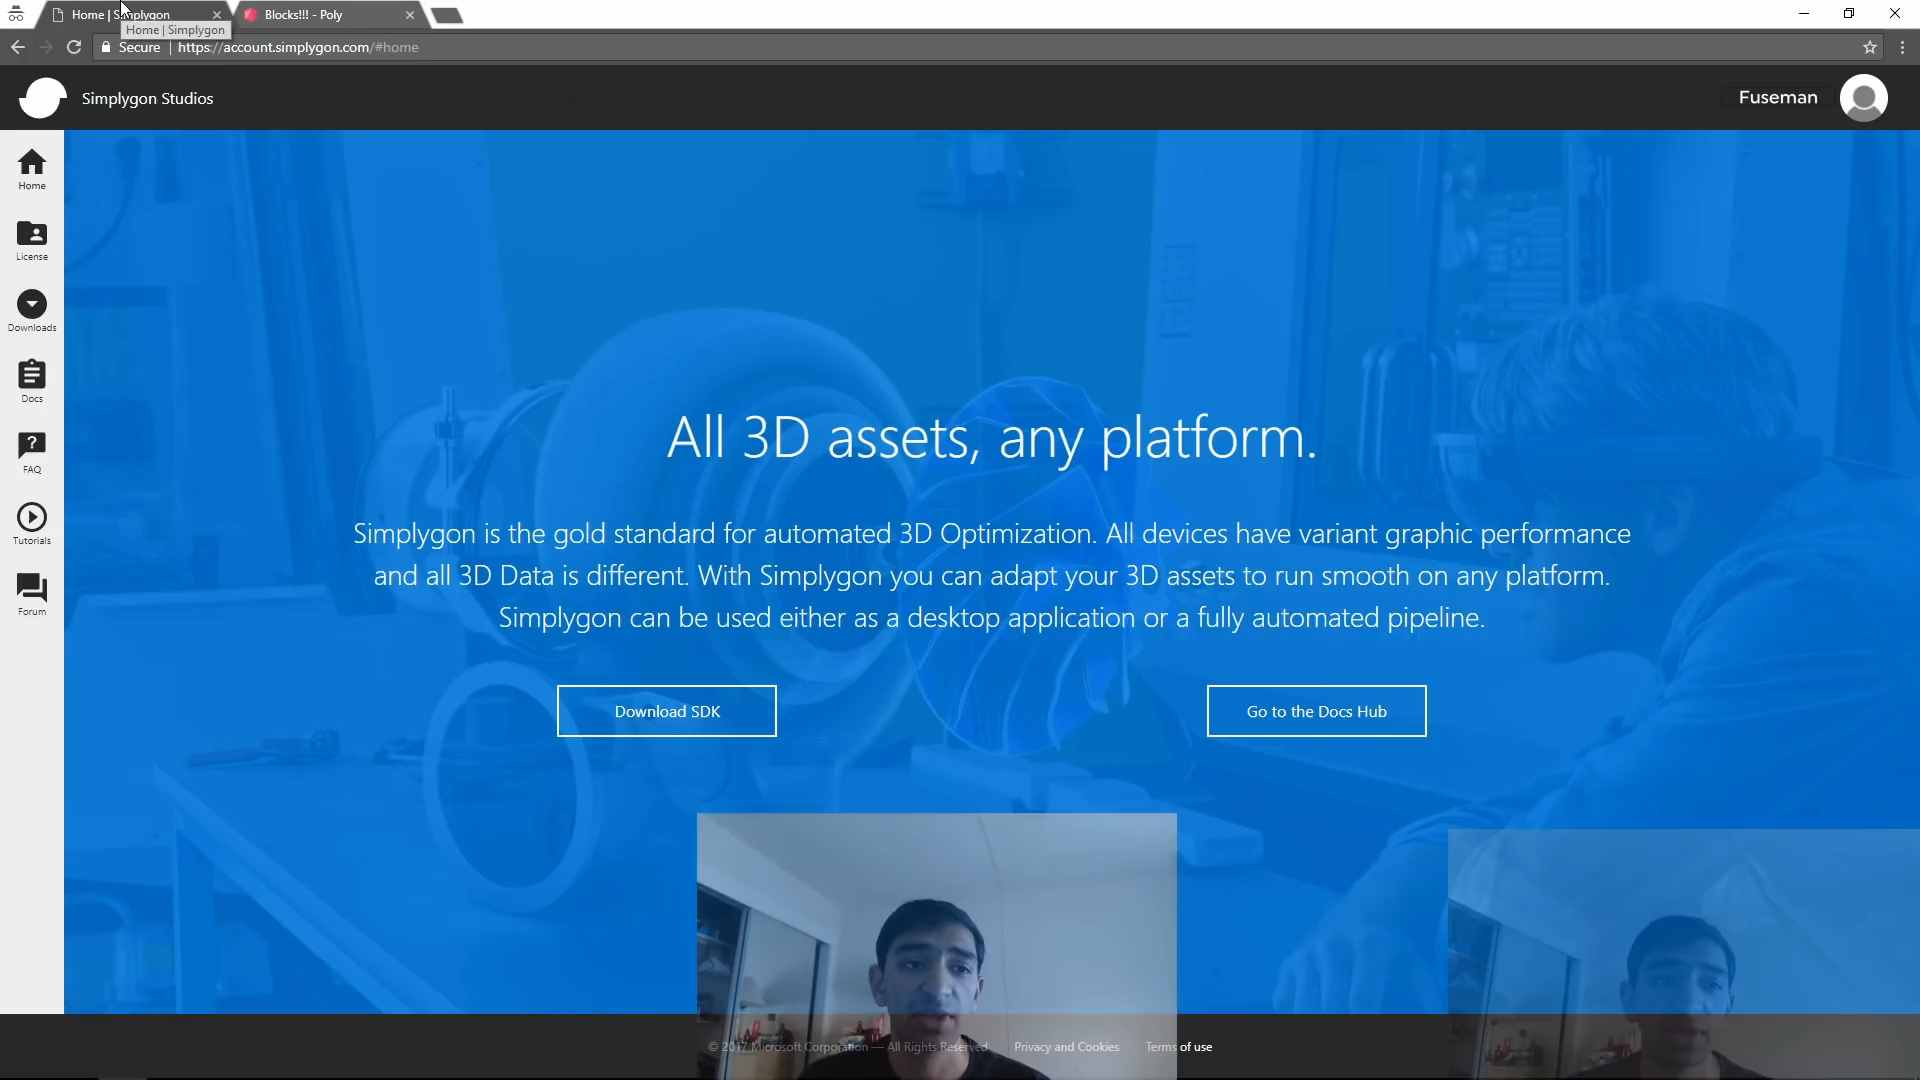 Home | Simplygon
Blocks!!! - Poly
Home | Simplygon
Secure | https://account.simplygon.com/#home
Simplygon Studios
Fuseman
Home
License
Downloads
Docs
FAQ
Tutorials
Forum
All 3D assets, any platform.
Simplygon is the gold standard for automated 3D Optimization. All devices have variant graphic performance
and all 3D Data is different. With Simplygon you can adapt your 3D assets to run smooth on any platform.
Simplygon can be used either as a desktop application or a fully automated pipeline.
Download SDK
Go to the Docs Hub
© 2017 Microsoft Corporation — All Rights Reserved
Privacy and Cookies
Terms of use